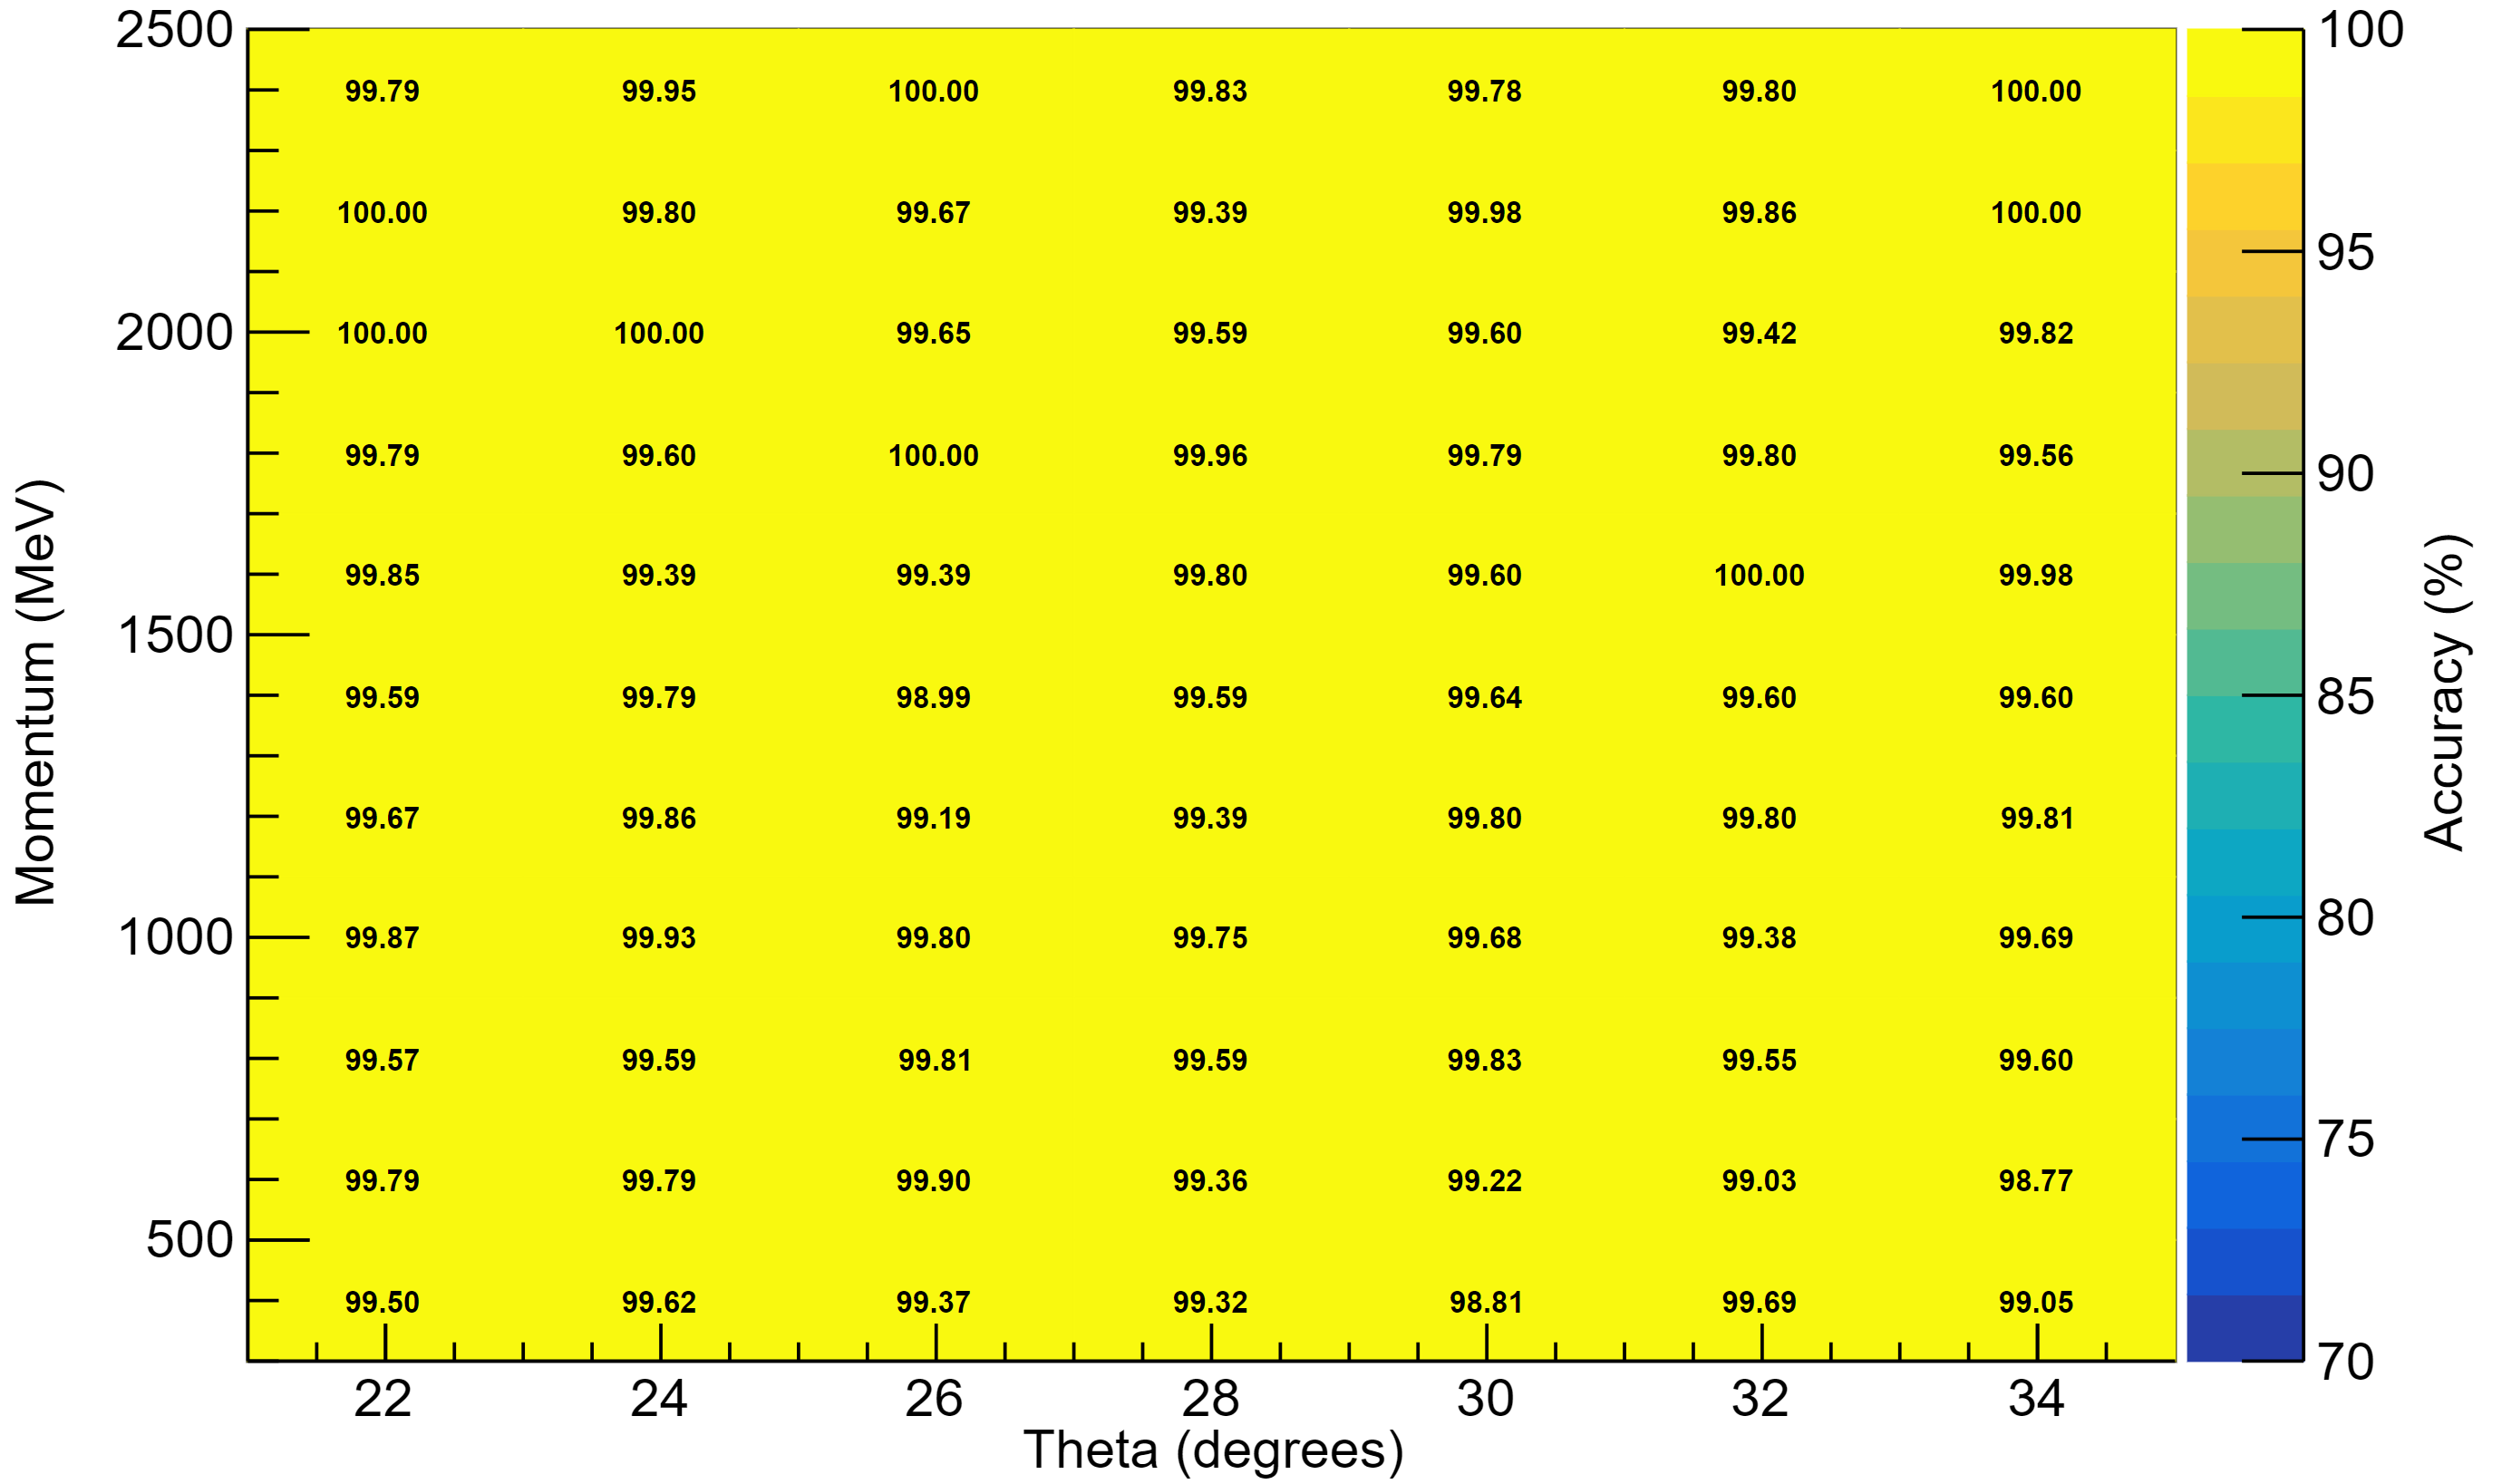 2500
99.79 99.95 100.00 99.83 99.78 99.80 100.00
100
100.00 99.80 99.67 99.39 99.98 99.86 100.00
95
2000 100.00 100.00 99.65 99.59 99.60 99.42 99.82
99.79 99.60 100.00 99.96 99.79 99.80 99.56
90
99.85 99.39 99.39 99.80 99.60 100.00 99.98
1500
99.59 99.79 98.99 99.59 99.64 99.60 99.60
85
99.67 99.86 99.19 99.39 99.80 99.80 99.81
80
1000 99.87 99.93 99.80 99.75 99.68 99.38 99.69
99.57 99.59 99.81 99.59 99.83 99.55 99.60
75
99.79 99.79 99.90 99.36 99.22 99.03 98.77
500
99.50 99.62 99.37 99.32 98.81 99.69 99.05
70
22 24 26 28 30 32 34
Theta (degrees)
Momentum (MeV)
Accuracy (%)